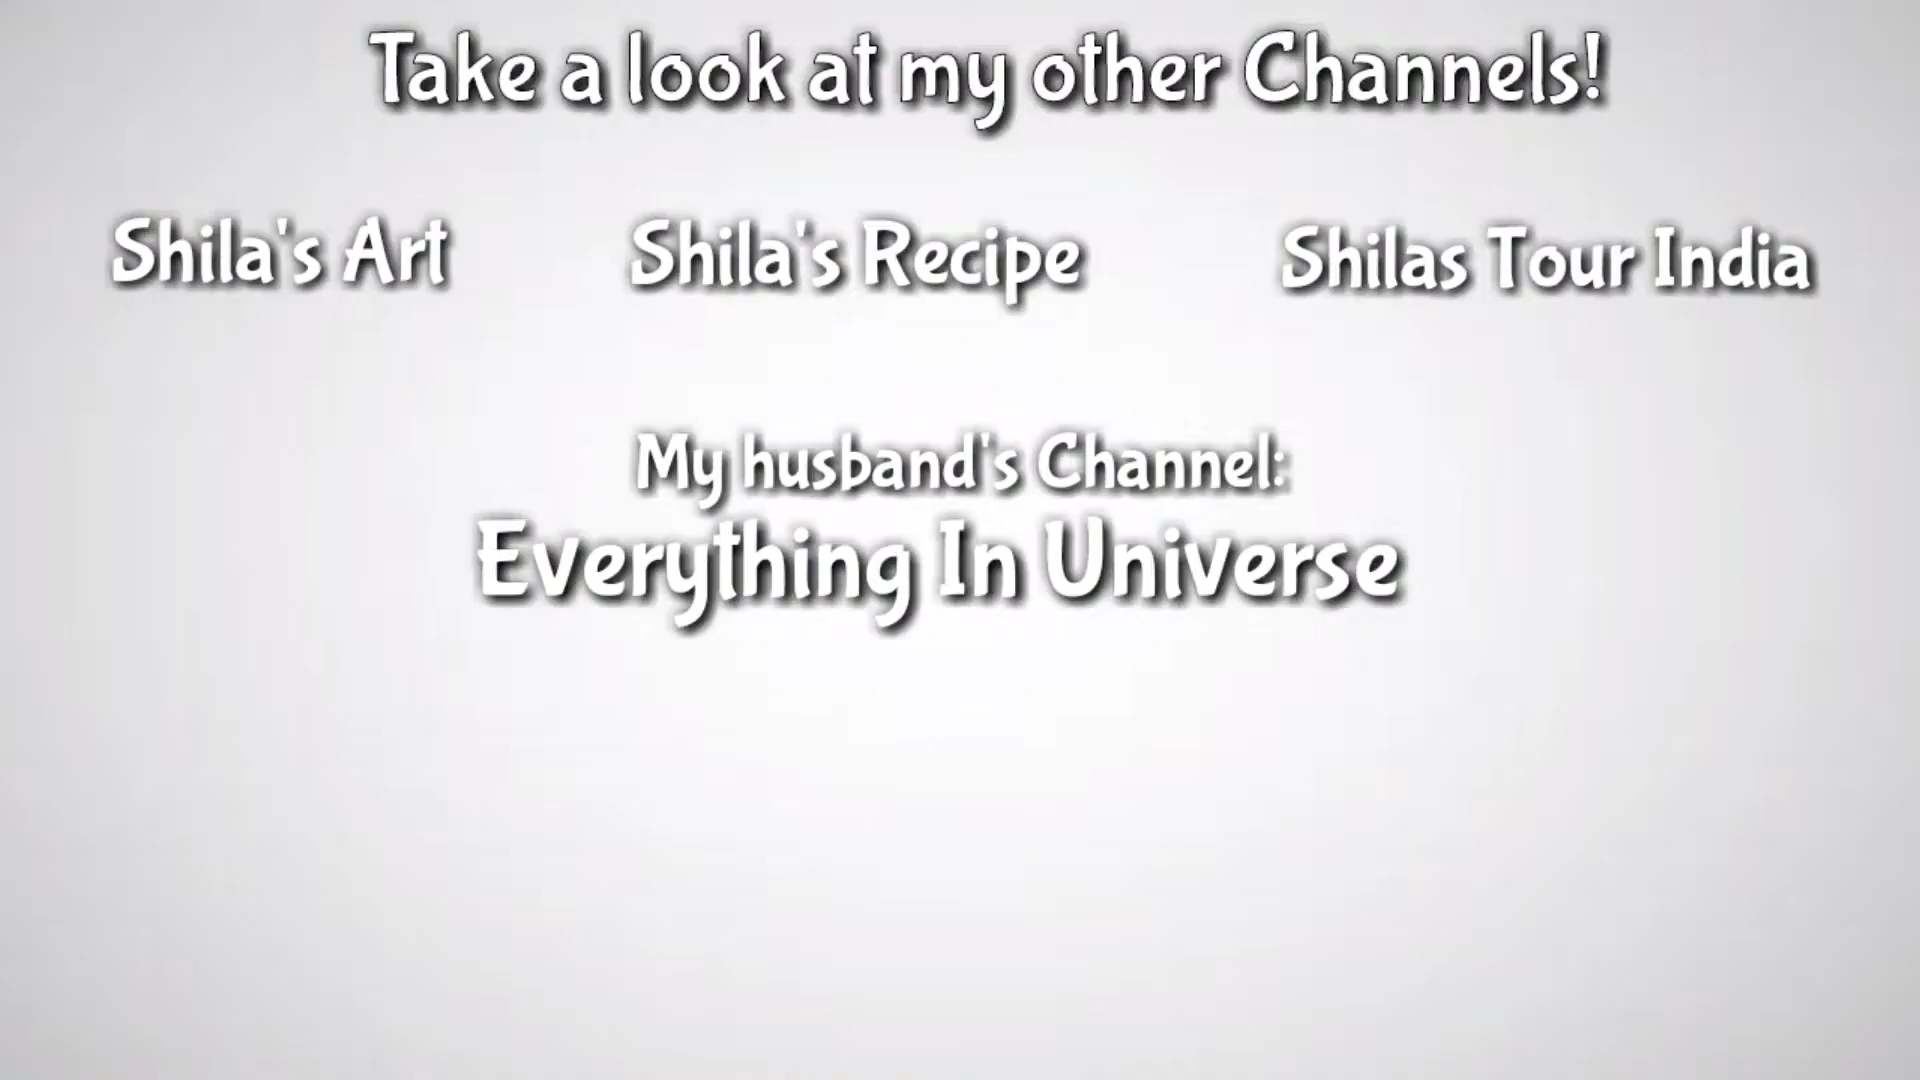 Take a look at my other Channels!
Shila's Art Shila's Recipe Shilas Tour India
My husband's Channel:
Everything In Universe